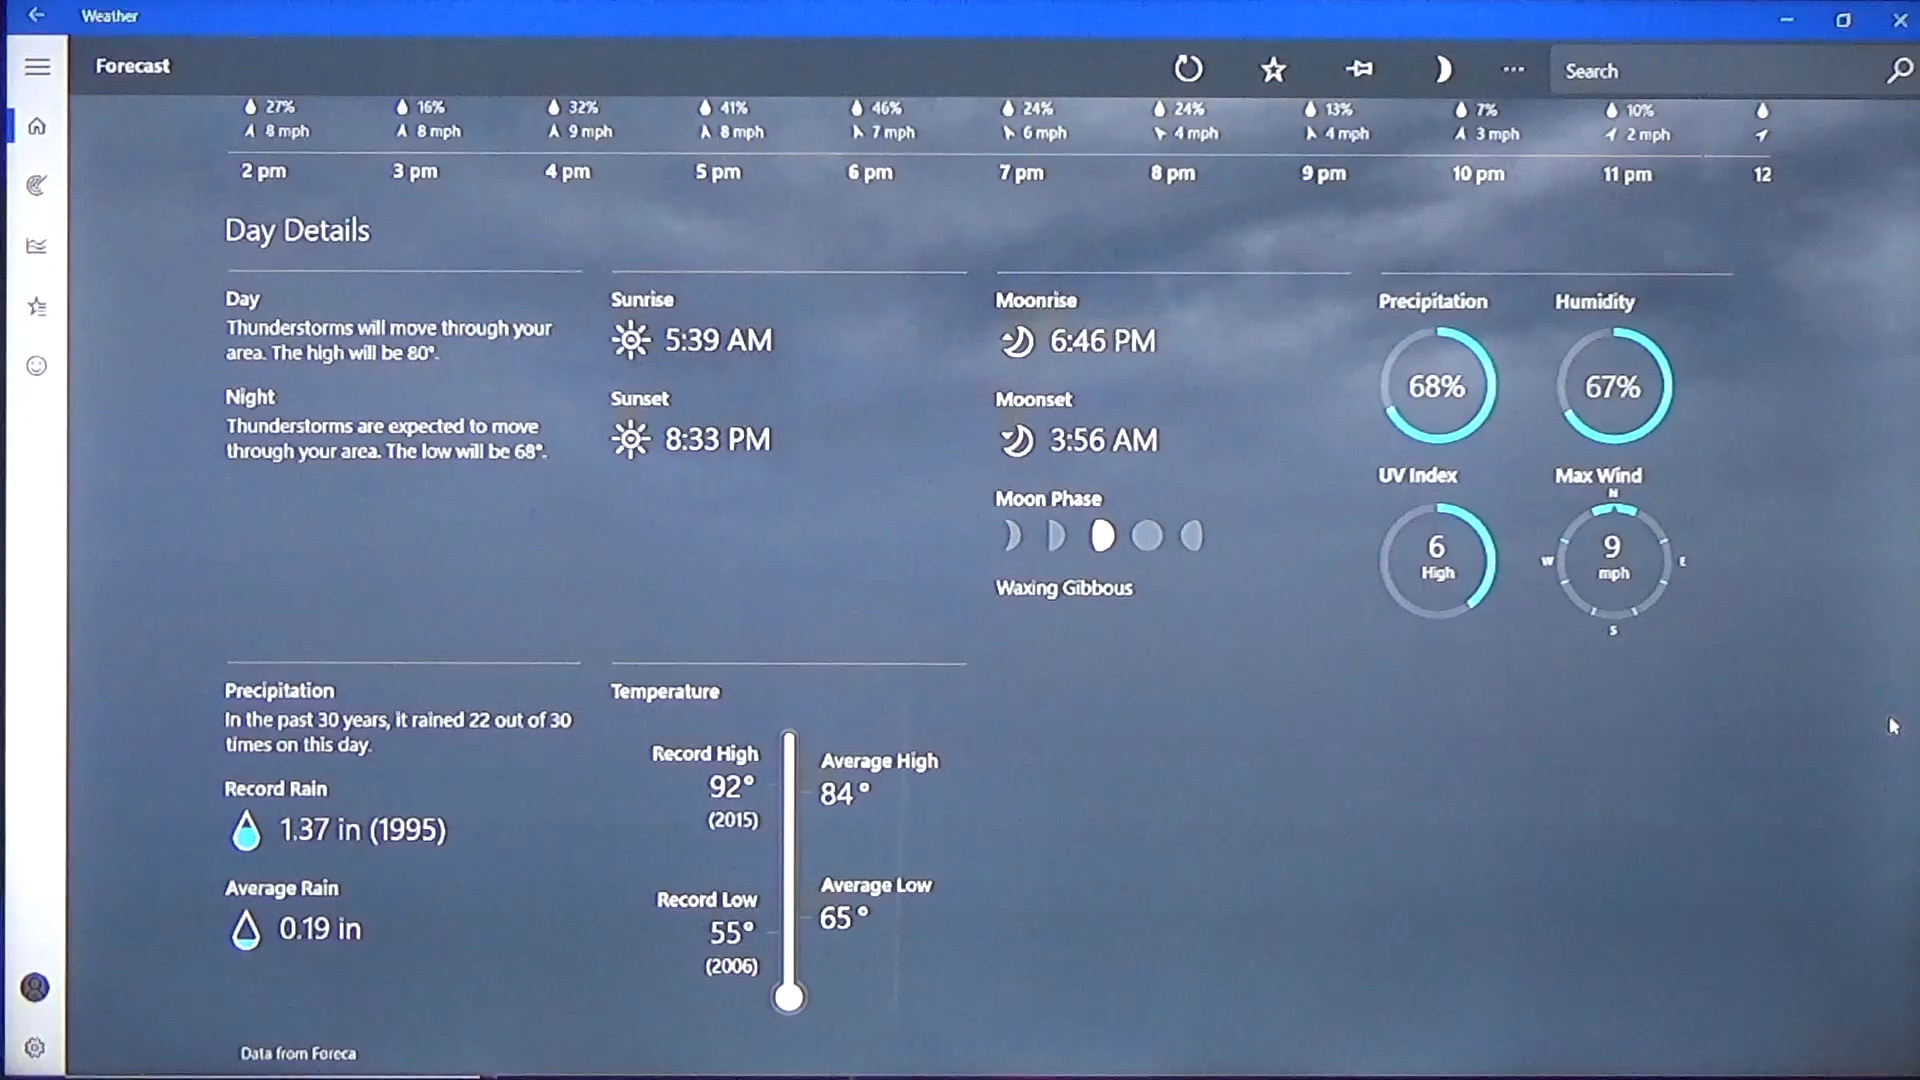 Weather
Forecast
Search
27% 16% 32% 41% 46% 24% 24% 13% 7% 10%
8 mph 8 mph 9 mph 8 mph 7 mph 6 mph 4 mph 4 mph 3 mph 2 mph
2 pm 3 pm 4 pm 5 pm 6 pm 7 pm 8 pm 9 pm 10 pm 11 pm 12
Day Details
Day
Thunderstorms will move through your
area. The high will be 80°.
Night
Thunderstorms are expected to move
through your area. The low will be 68°.
Sunrise
5:39 AM
Sunset
8:33 PM
Moonrise
6:46 PM
Moonset
3:56 AM
Moon Phase
Waxing Gibbous
Precipitation
68%
Humidity
67%
UV Index
6
High
Max Wind
N
W
9
E
mph
S
Precipitation
In the past 30 years, it rained 22 out of 30
times on this day.
Record Rain
1.37 in (1995)
Average Rain
0.19 in
Temperature
Record High
92°
(2015)
Average High
84°
Record Low
55°
(2006)
Average Low
65°
Data from Foreca